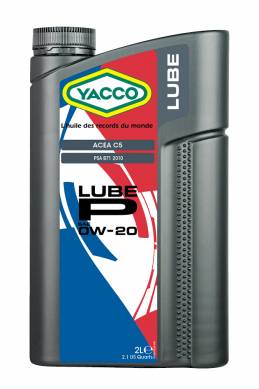 YACCO
L'huile des records du monde
LUBE
ACEA C5
PSA B71 2010
LUBE
P
0W-20
2L℮
2.1 US Quarts